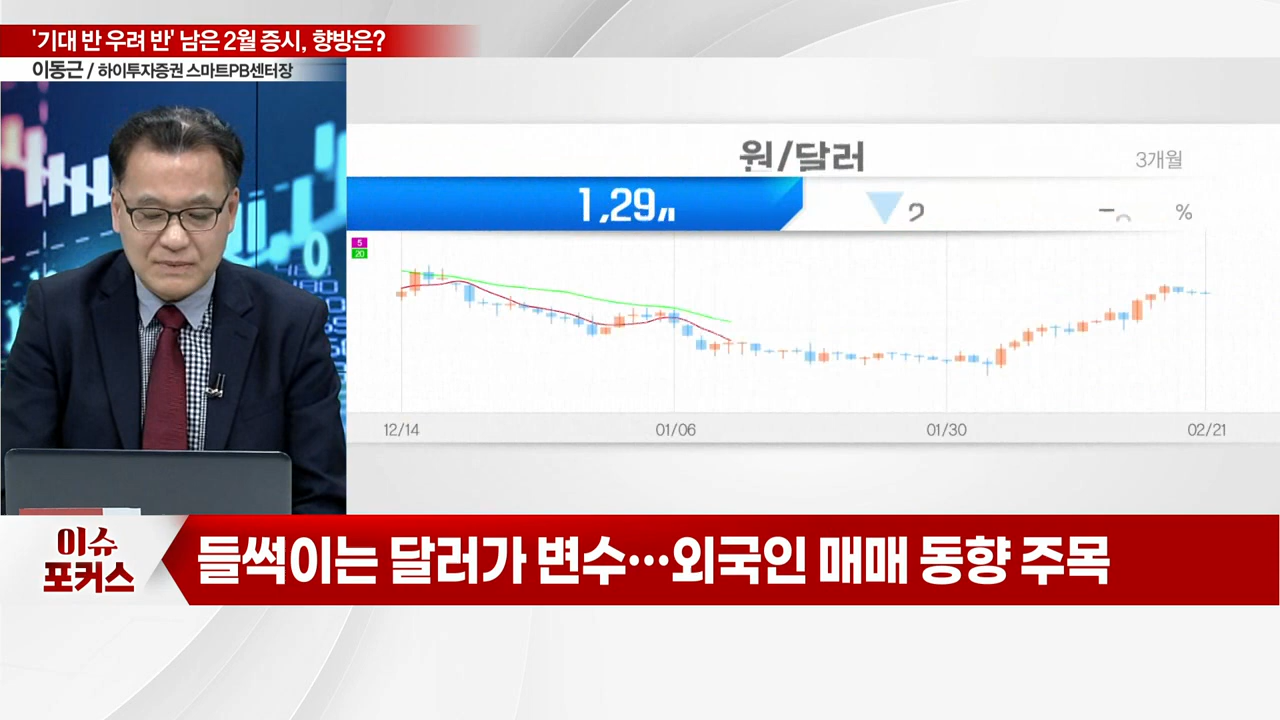 '기대 반 우려 반' 남은 2월 증시, 향방은?
이동근 / 하이투자증권 스마트PB센터장
원/달러
3개월
%
5
20
12/14
01/06
01/30
02/21
이슈
포커스
들썩이는 달러가 변수…외국인 매매 동향 주목